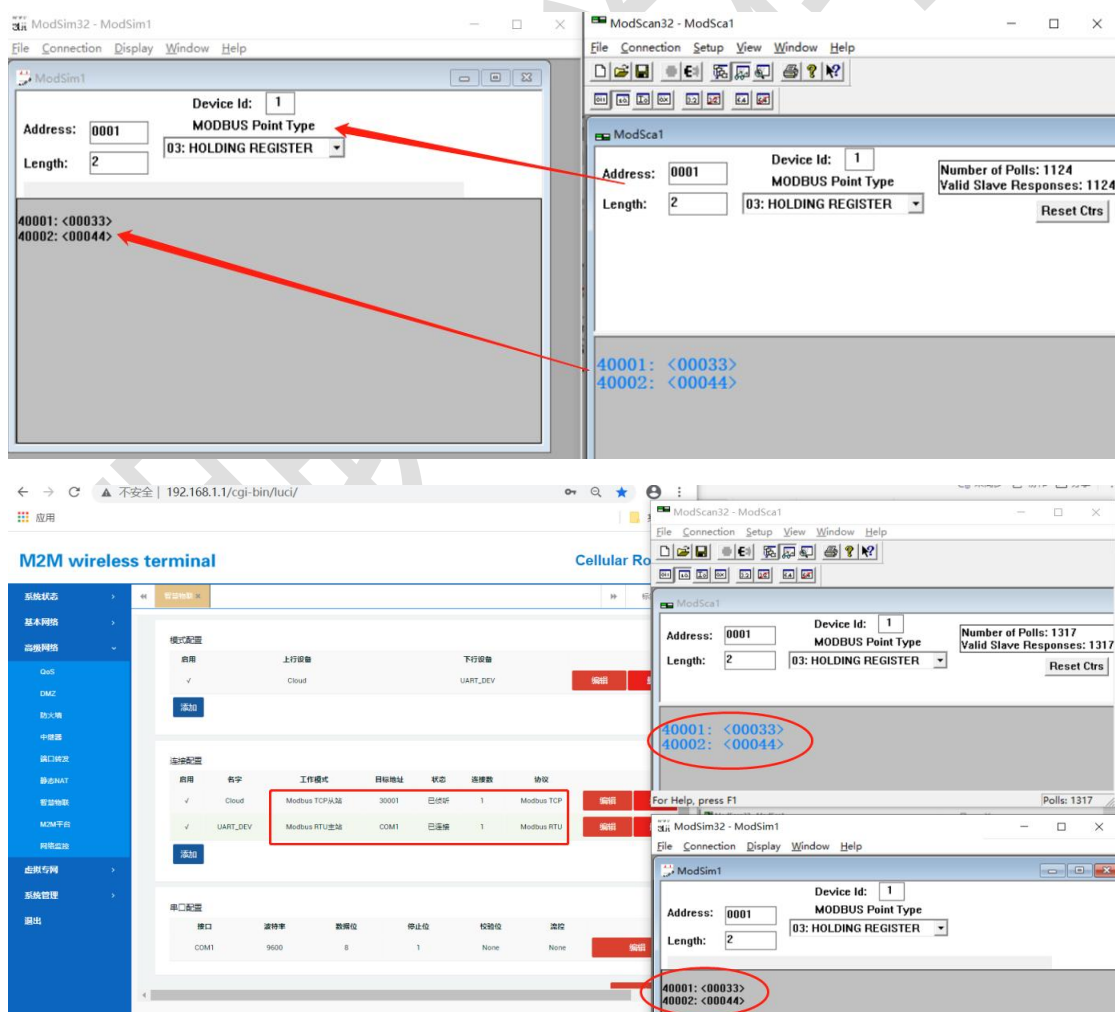 ModSim32 - ModSim1
File Connection Display Window Help
ModSim1
Device Id: 1
Address: 0001
MODBUS Point Type
03: HOLDING REGISTER
Length: 2
40001: <00033>
40002: <00044>
ModScan32 - ModSca1
File Connection Setup View Window Help
ModSca1
Device Id: 1
Address: 0001
MODBUS Point Type
Length: 2
03: HOLDING REGISTER
Number of Polls: 1124
Valid Slave Responses: 1124
Reset Ctrs
40001: <00033>
40002: <00044>
不安全 | 192.168.1.1/cgi-bin/luci/
应用
M2M wireless terminal
Cellular Ro
系统状态
基本网络
高级网络
QoS
DMZ
防火墙
中继器
端口转发
静态NAT
智慧物联
M2M平台
网络监控
虚拟专网
系统管理
退出
智慧物联 ×
模式配置
启用 上行设备 下行设备
√ Cloud UART_DEV 编辑
添加
连接配置
启用 名字 工作模式 目标地址 状态 连接数 协议
√ Cloud Modbus TCP从站 30001 已侦听 1 Modbus TCP 编辑
√ UART_DEV Modbus RTU主站 COM1 已连接 1 Modbus RTU 编辑
添加
串口配置
接口 波特率 数据位 停止位 校验位 流控
COM1 9600 8 1 None None 编辑
ModScan32 - ModSca1
File Connection Setup View Window Help
ModSca1
Device Id: 1
Address: 0001
MODBUS Point Type
Length: 2
03: HOLDING REGISTER
Number of Polls: 1317
Valid Slave Responses: 1317
Reset Ctrs
40001: <00033>
40002: <00044>
For Help, press F1
Polls: 1317
ModSim32 - ModSim1
File Connection Display Window Help
ModSim1
Device Id: 1
Address: 0001
MODBUS Point Type
03: HOLDING REGISTER
Length: 2
40001: <00033>
40002: <00044>